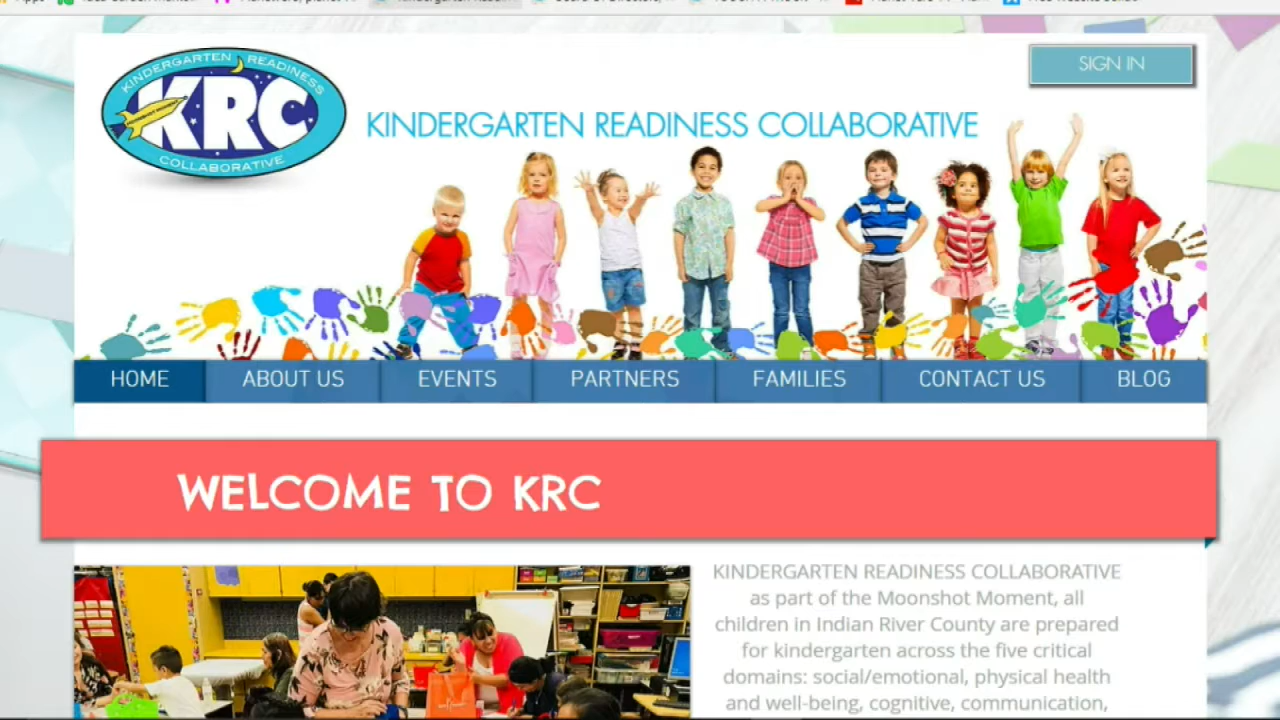 KINDERGARTEN READINESS
KRC
COLLABORATIVE
SIGN IN
KINDERGARTEN READINESS COLLABORATIVE
HOME
ABOUT US
EVENTS
PARTNERS
FAMILIES
CONTACT US
BLOG
WELCOME TO KRC
KINDERGARTEN READINESS COLLABORATIVE
as part of the Moonshot Moment, all
children in Indian River County are prepared
for kindergarten across the five critical
domains: social/emotional, physical health
and well-being, cognitive, communication,